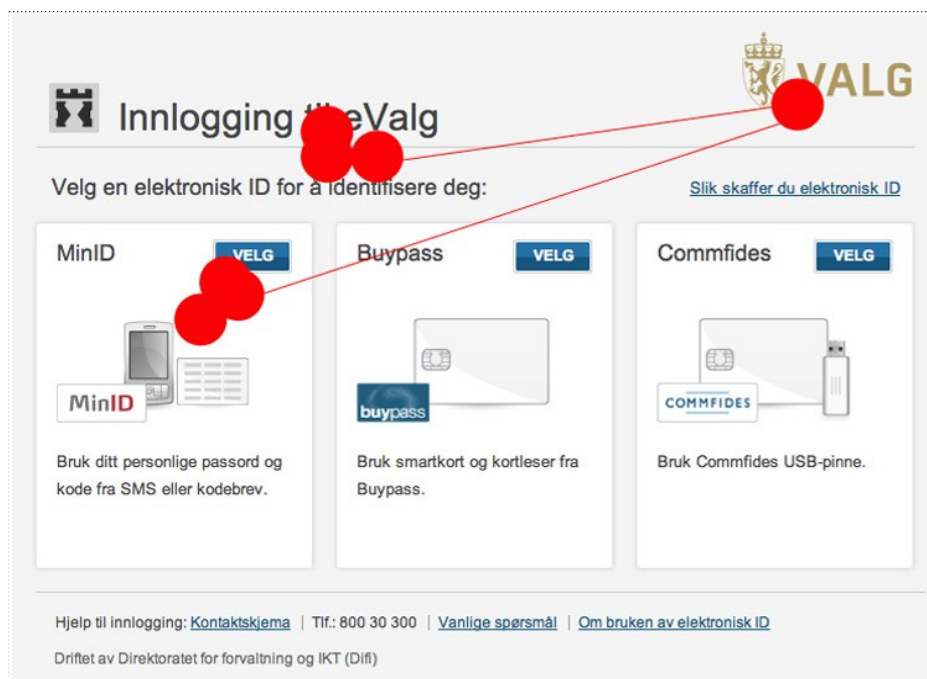 VALG
Innlogging til eValg
Velg en elektronisk ID for å identifisere deg:
Slik skaffer du elektronisk ID
MinID
VELG
MinID
Bruk ditt personlige passord og
kode fra SMS eller kodebrev.
Buypass
VELG
buypass
Bruk smartkort og kortleser fra
Buypass.
Commfides
VELG
COMMFIDES
Bruk Commfides USB-pinne.
Hjelp til innlogging: Kontaktskjema | Tlf.: 800 30 300 | Vanlige spørsmål | Om bruken av elektronisk ID
Driftet av Direktoratet for forvaltning og IKT (Difi)